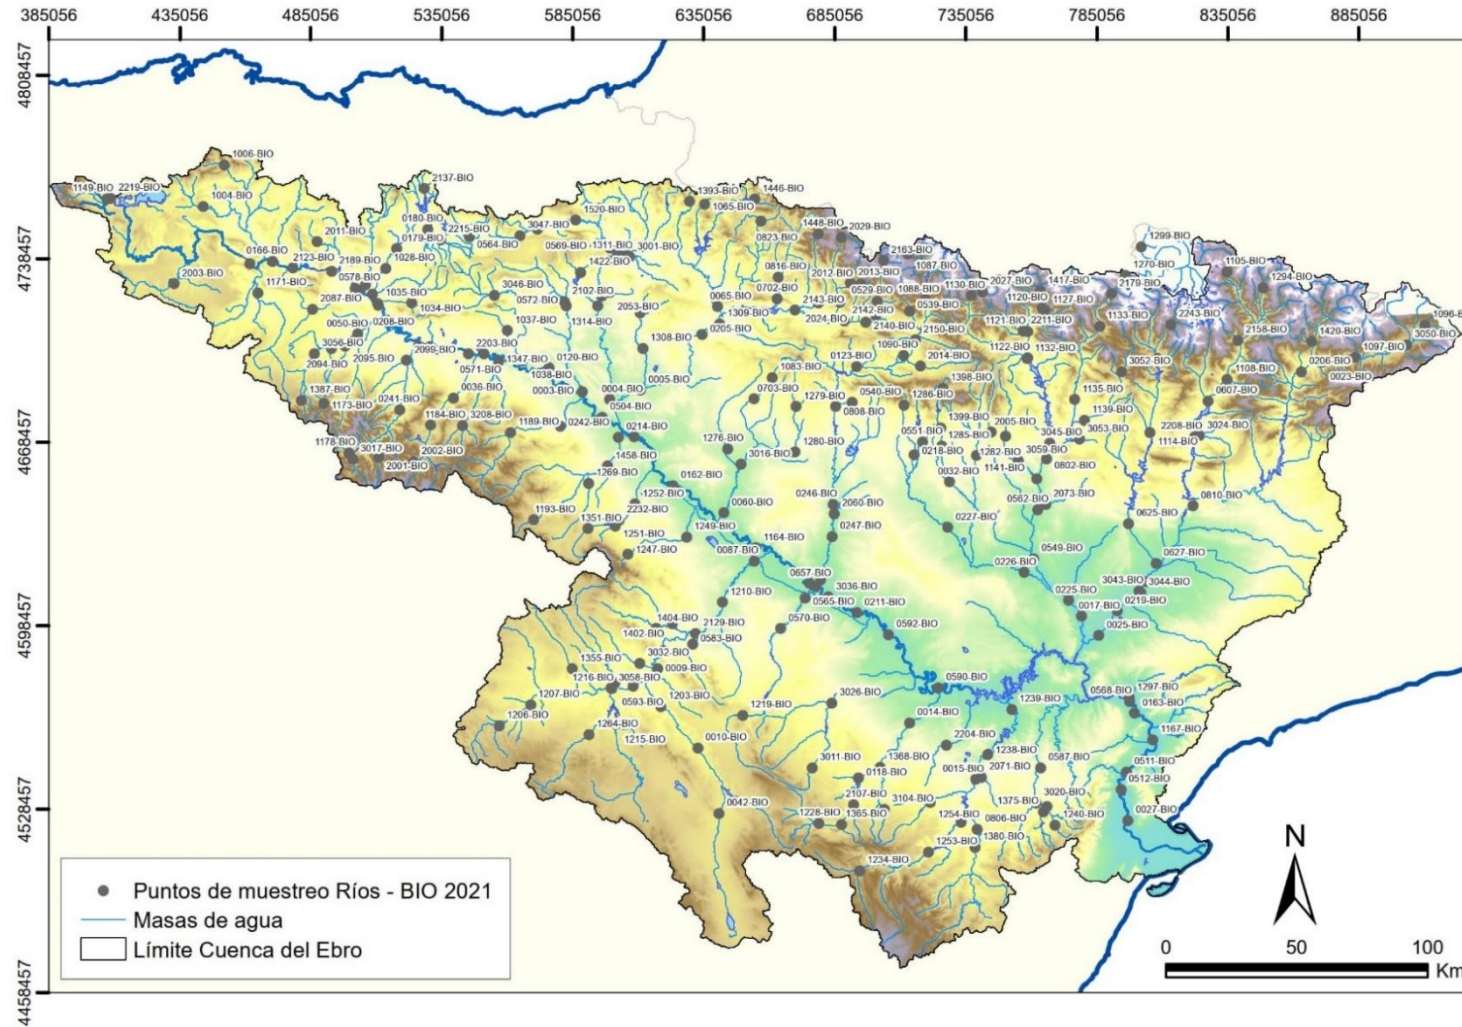 385056 435056 485056 535056 585056 635056 685056 735056 785056 835056 885056
4808457
4738457
4668457
4598457
4528457
4458457
1006-BIO
1149-BIO 2219-BIO
2137-BIO
1004-BIO
1393-BIO 1446-BIO
1065-BIO
1520-BIO
0180-BIO
2215-BIO 3047-BIO
0564-BIO
2011-BIO
0179-BIO
0823-BIO
1448-BIO 2029-BIO
1299-BIO
0166-BIO
2123-BIO
2189-BIO 1028-BIO
0569-BIO 1311-BIO 3001-BIO
1422-BIO
2163-BIO
1087-BIO
1270-BIO
1105-BIO
2003-BIO
1171-BIO
0578-BIO
0816-BIO
2012-BIO 2013-BIO
1294-BIO
2087-BIO
1035-BIO
1034-BIO
3046-BIO
0572-BIO
2102-BIO
0702-BIO
0529-BIO
1088-BIO
1130-BIO
2027-BIO
1417-BIO
2179-BIO
1120-BIO
1127-BIO
0050-BIO
0208-BIO
1037-BIO
1314-BIO
2053-BIO
0065-BIO
1309-BIO
2143-BIO
0539-BIO
2142-BIO
2024-BIO
2140-BIO
2150-BIO
1121-BIO 2211-BIO
1133-BIO
2243-BIO
2158-BIO
1420-BIO
3050-BIO
0205-BIO
3056-BIO
2094-BIO
2095-BIO
2099-BIO
2203-BIO
1347-BIO
0120-BIO
1308-BIO
1090-BIO
1122-BIO
1132-BIO
1097-BIO
0571-BIO
1038-BIO
0123-BIO
2014-BIO
3052-BIO
1108-BIO
0206-BIO
0023-BIO
1387-BIO
1173-BIO
0241-BIO
0036-BIO
0003-BIO
0004-BIO
0005-BIO
1083-BIO
0703-BIO
1398-BIO
0607-BIO
1135-BIO
0504-BIO
1279-BIO
0540-BIO
1286-BIO
0808-BIO
1139-BIO
1184-BIO 3208-BIO
1189-BIO
0242-BIO
0214-BIO
1399-BIO
2005-BIO
0551-BIO
1285-BIO
3045-BIO
3053-BIO
2208-BIO 3024-BIO
1114-BIO
1178-BIO
3017-BIO
2001-BIO
2002-BIO
1458-BIO
1276-BIO
3016-BIO
1280-BIO
0218-BIO
1282-BIO
1141-BIO
3059-BIO
0802-BIO
1269-BIO
0162-BIO
0032-BIO
1252-BIO
2232-BIO
0246-BIO
2060-BIO
0562-BIO
2073-BIO
0810-BIO
1193-BIO
1351-BIO
0060-BIO
0227-BIO
0625-BIO
1251-BIO
1249-BIO
0247-BIO
1247-BIO
0087-BIO
1164-BIO
0549-BIO
0627-BIO
0226-BIO
0657-BIO
3036-BIO
3043-BIO
3044-BIO
1210-BIO
0565-BIO
0211-BIO
0225-BIO
0017-BIO
0219-BIO
1404-BIO
2129-BIO
1402-BIO
0583-BIO
0570-BIO
0592-BIO
0025-BIO
3032-BIO
1355-BIO
0009-BIO
1216-BIO
3058-BIO
0590-BIO
1297-BIO
0568-BIO
1207-BIO
0593-BIO
1203-BIO
3026-BIO
1239-BIO
0163-BIO
1206-BIO
1264-BIO
1219-BIO
0014-BIO
1215-BIO
0010-BIO
2204-BIO
1167-BIO
3011-BIO
1368-BIO
1238-BIO
0587-BIO
0511-BIO
0118-BIO
0015-BIO 2071-BIO
0512-BIO
2107-BIO
3104-BIO
1375-BIO 3020-BIO
0042-BIO
1228-BIO 1365-BIO
1254-BIO 0806-BIO
1240-BIO
0027-BIO
1253-BIO
1380-BIO
1234-BIO
Puntos de muestreo Ríos - BIO 2021
Masas de agua
Límite Cuenca del Ebro
N
0 50 100
Km